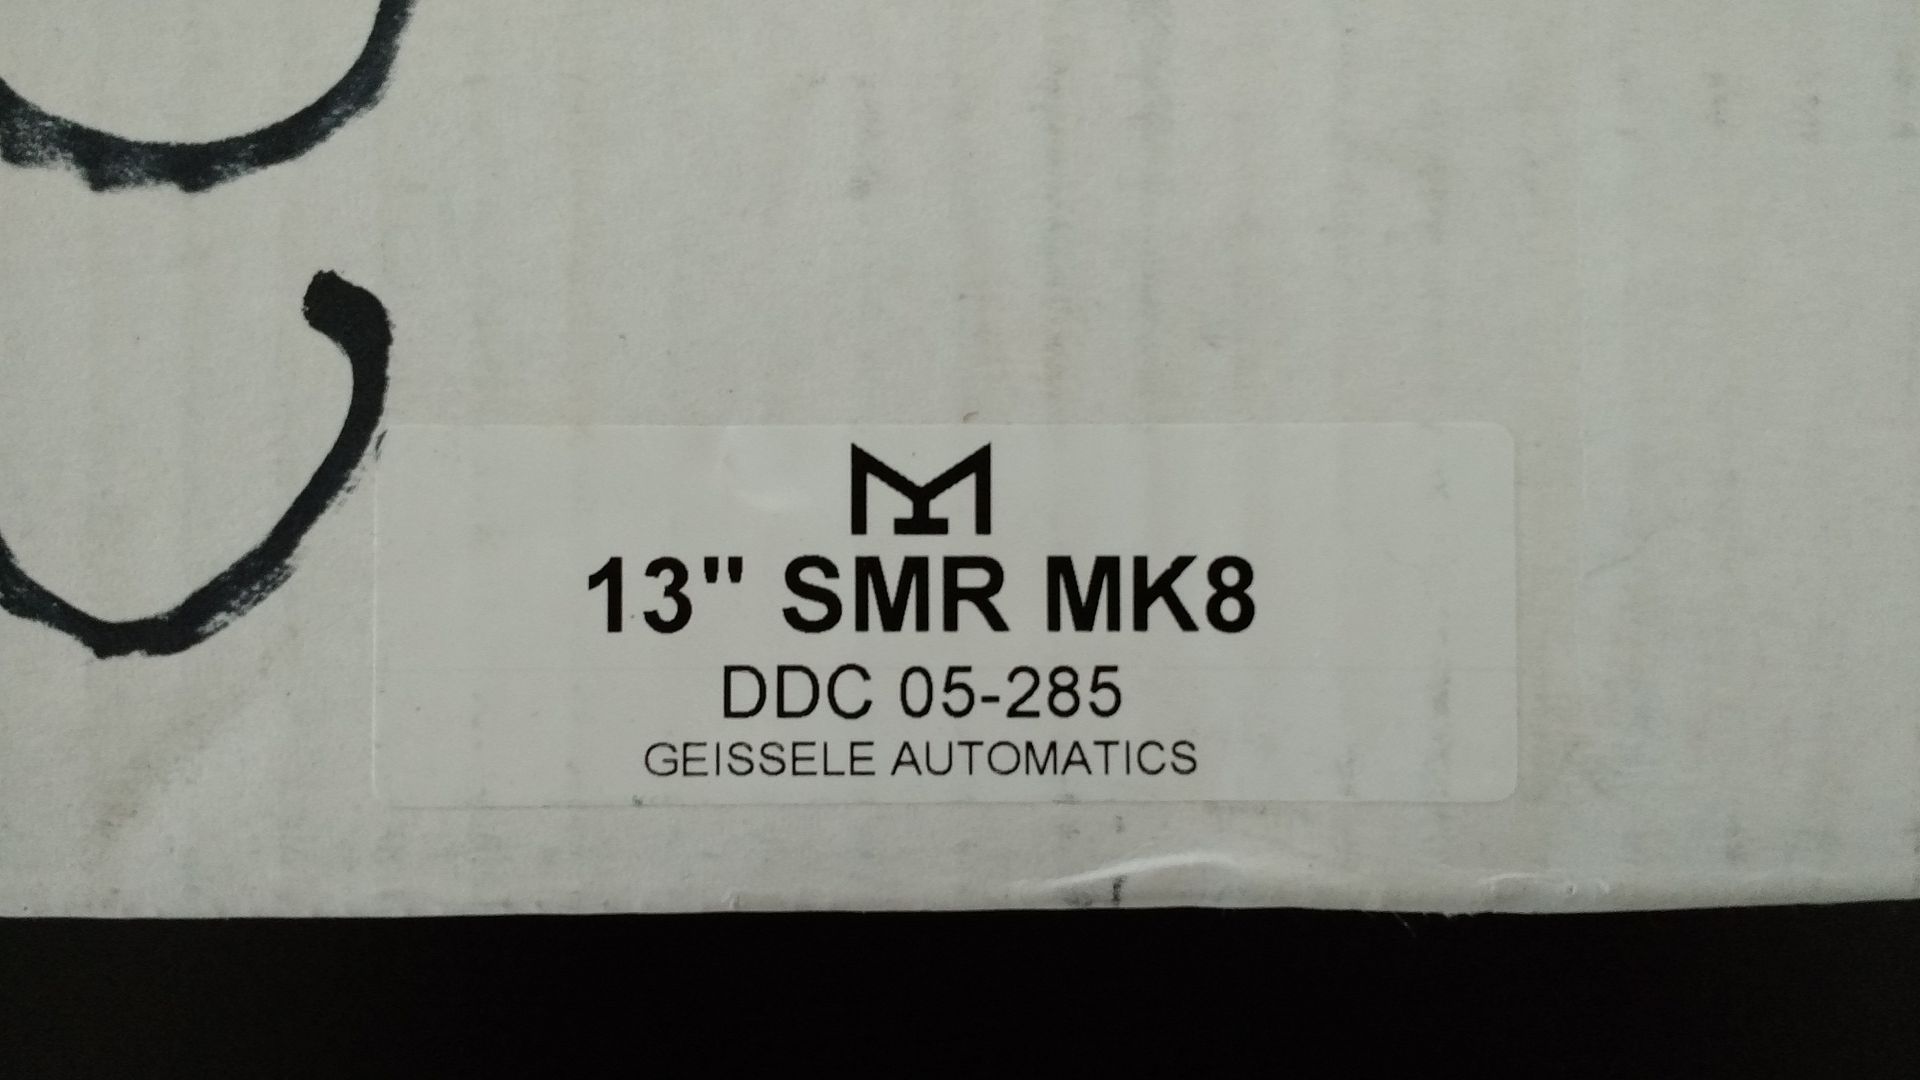 13" SMR MK8
DDC 05-285
GEISSELE AUTOMATICS